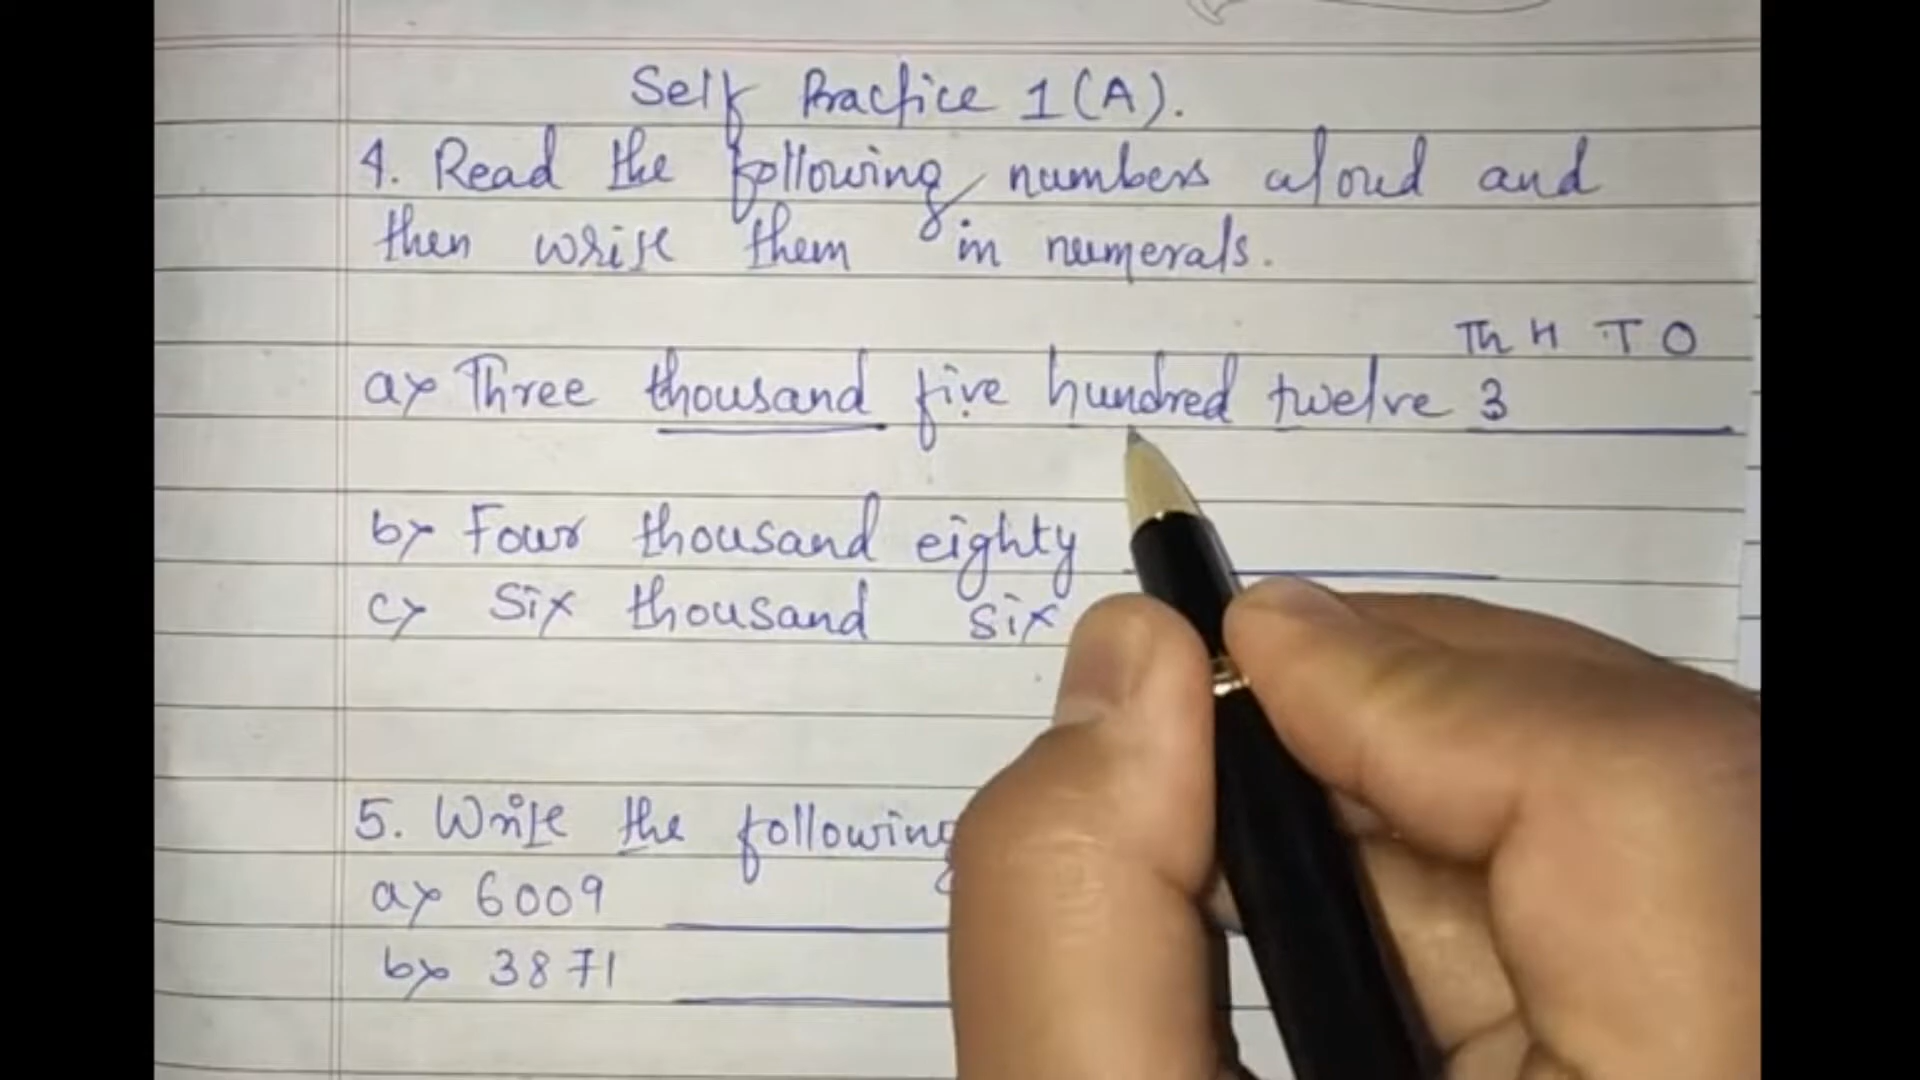 Self Practice 1(A).
4. Read the following numbers aloud and
then write them in numerals.
Th H T O
a) Three thousand five hundred twelve 3
b) Four thousand eighty
c) Six thousand six
5. Write the following
a) 6009
b) 3871